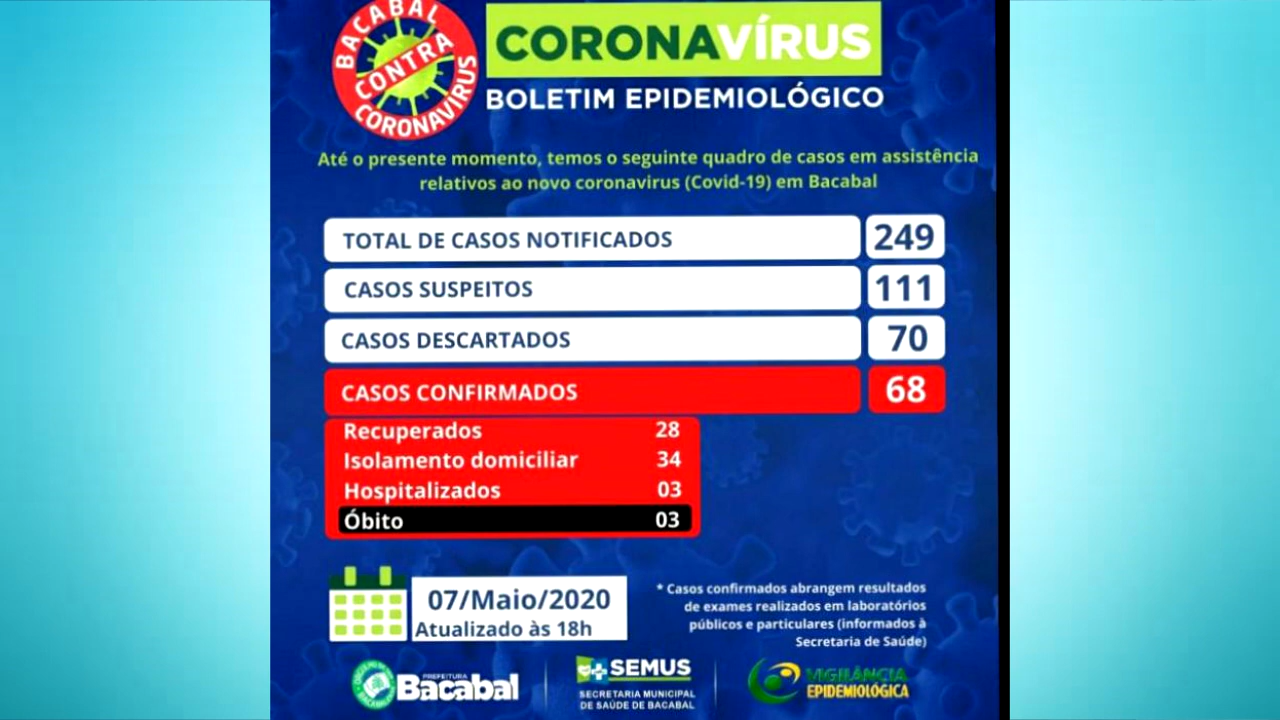 BACABAL
CONTRA
CORONAVÍRUS
CORONAVÍRUS
BOLETIM EPIDEMIOLÓGICO
Até o presente momento, temos o seguinte quadro de casos em assistência
relativos ao novo coronavirus (Covid-19) em Bacabal
TOTAL DE CASOS NOTIFICADOS 249
CASOS SUSPEITOS 111
CASOS DESCARTADOS 70
CASOS CONFIRMADOS 68
Recuperados 28
Isolamento domiciliar 34
Hospitalizados 03
Óbito 03
07/Maio/2020
Atualizado às 18h
* Casos confirmados abrangem resultados
de exames realizados em laboratórios
públicos e particulares (informados à
Secretaria de Saúde)
PREFEITURA
Bacabal
SEMUS
SECRETARIA MUNICIPAL
DE SAÚDE DE BACABAL
VIGILÂNCIA
EPIDEMIOLÓGICA